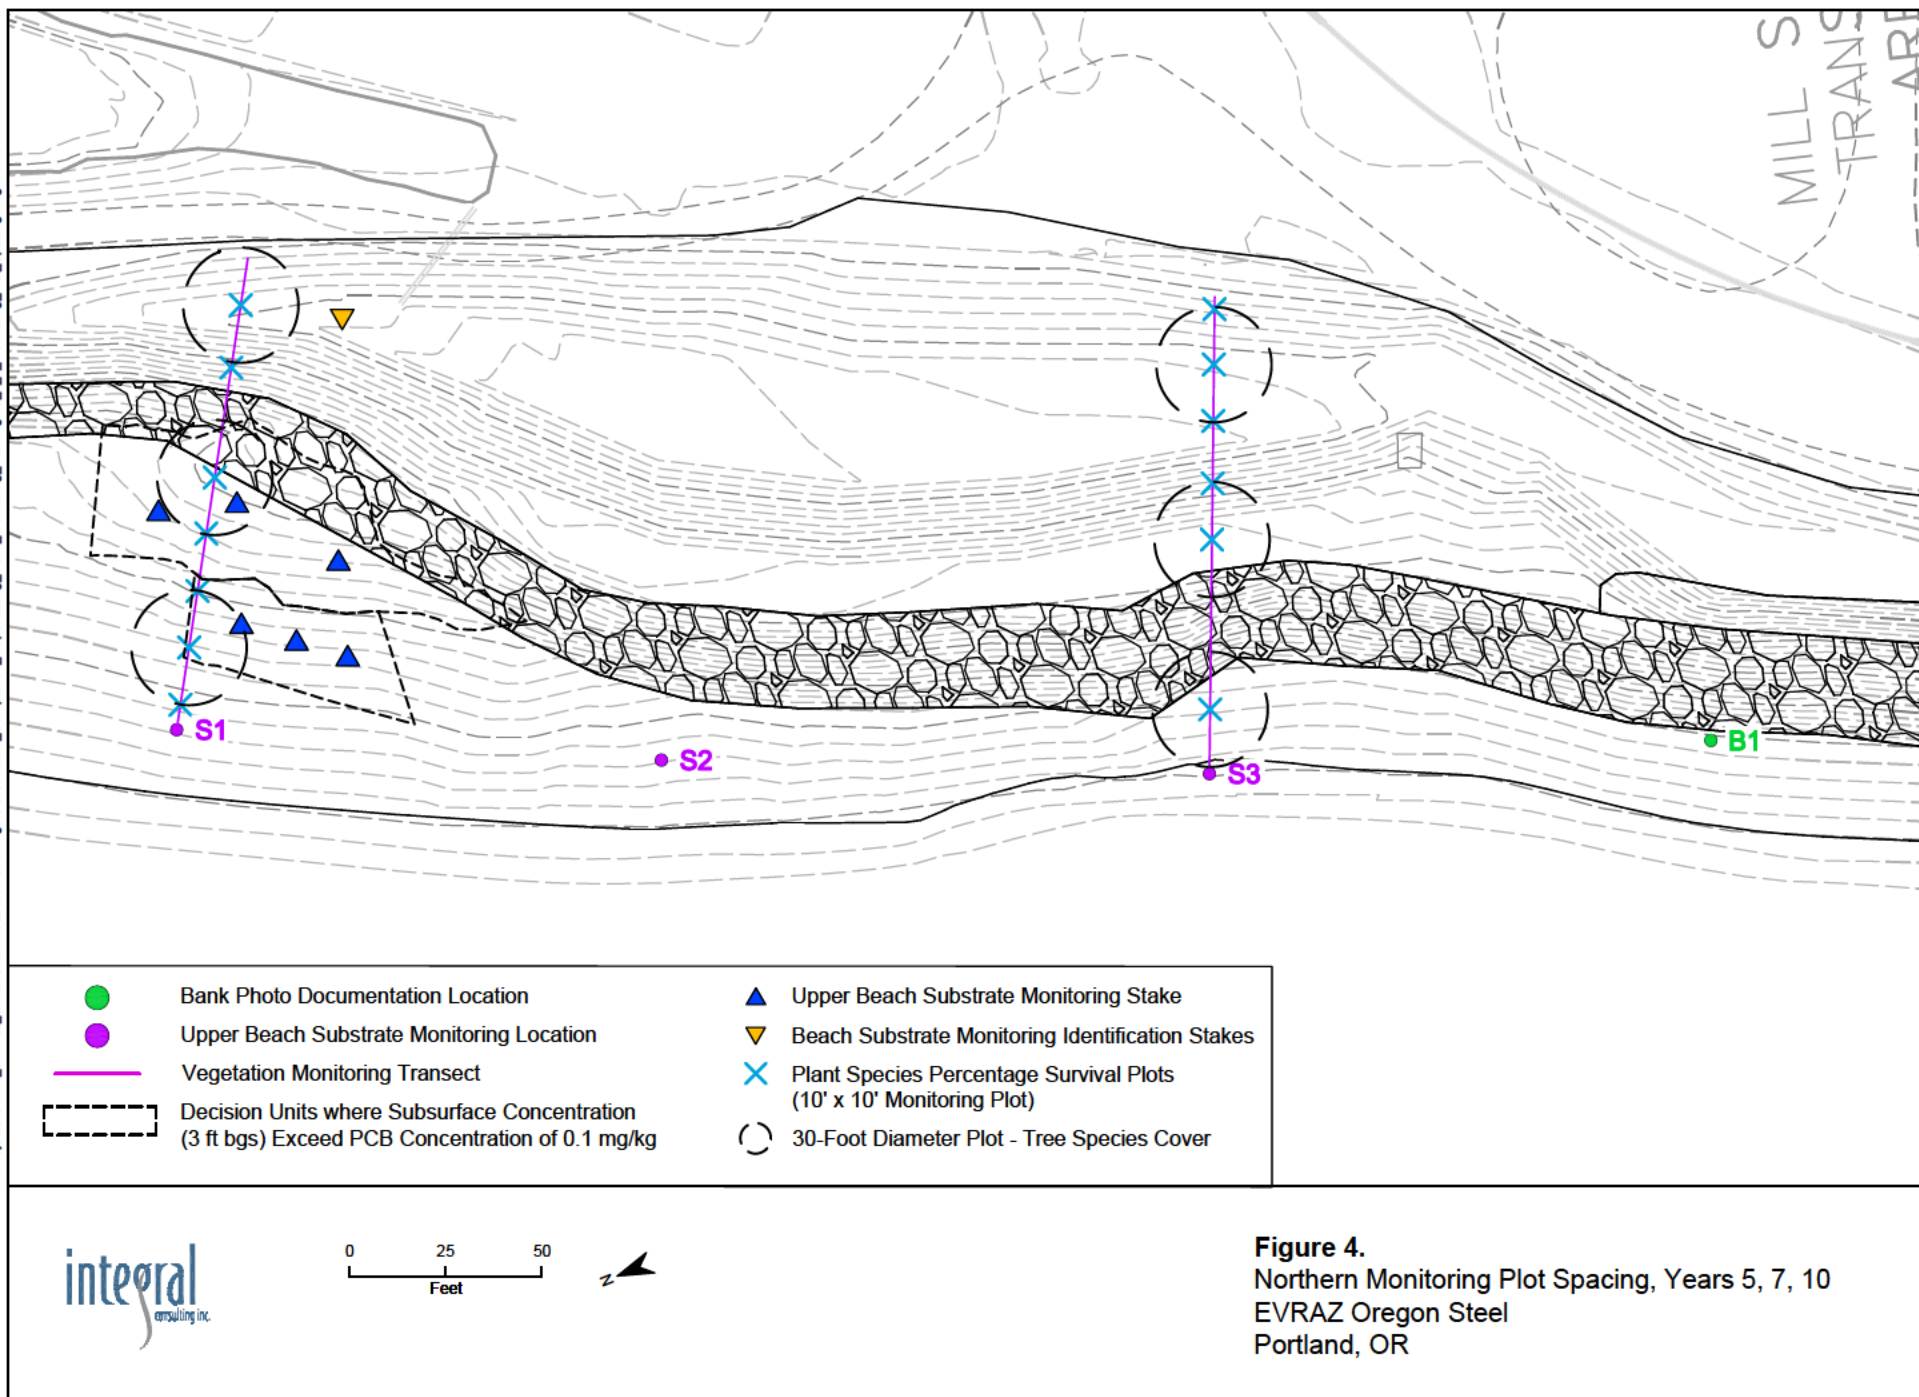 MILL S
TRANS
S1
S2
S3
B1
Bank Photo Documentation Location
Upper Beach Substrate Monitoring Location
Vegetation Monitoring Transect
Decision Units where Subsurface Concentration
(3 ft bgs) Exceed PCB Concentration of 0.1 mg/kg
Upper Beach Substrate Monitoring Stake
Beach Substrate Monitoring Identification Stakes
Plant Species Percentage Survival Plots
(10' x 10' Monitoring Plot)
30-Foot Diameter Plot - Tree Species Cover
integral
consulting inc.
0 25 50
Feet
N
Figure 4.
Northern Monitoring Plot Spacing, Years 5, 7, 10
EVRAZ Oregon Steel
Portland, OR